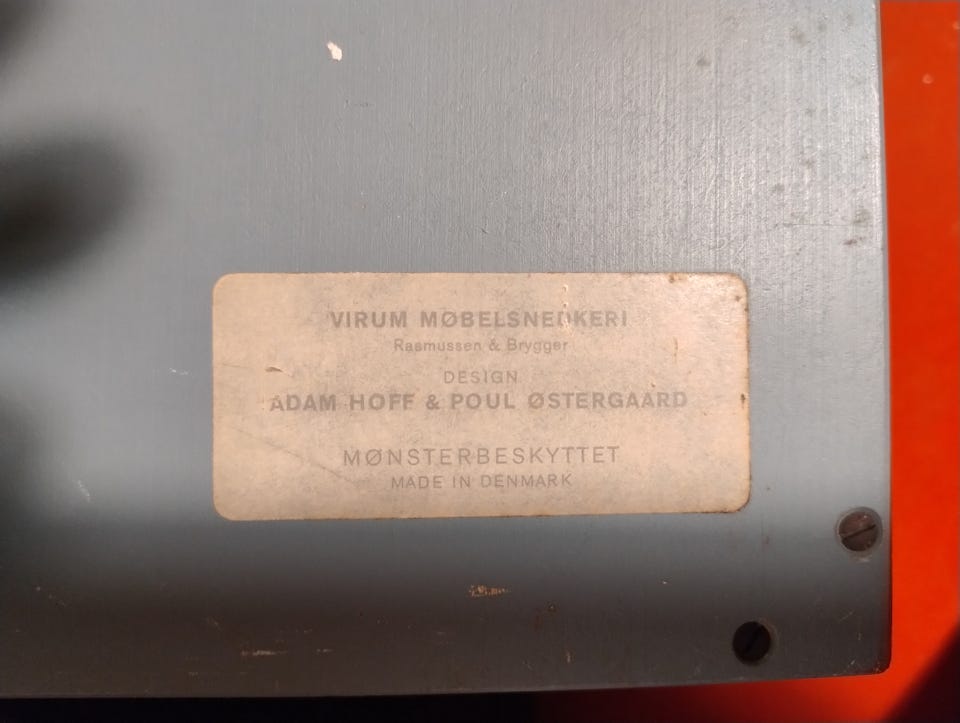 VIRUM MØBELSNEDKERI
Rasmussen & Brygger
DESIGN
ADAM HOFF & POUL ØSTERGAARD
MØNSTERBESKYTTET
MADE IN DENMARK